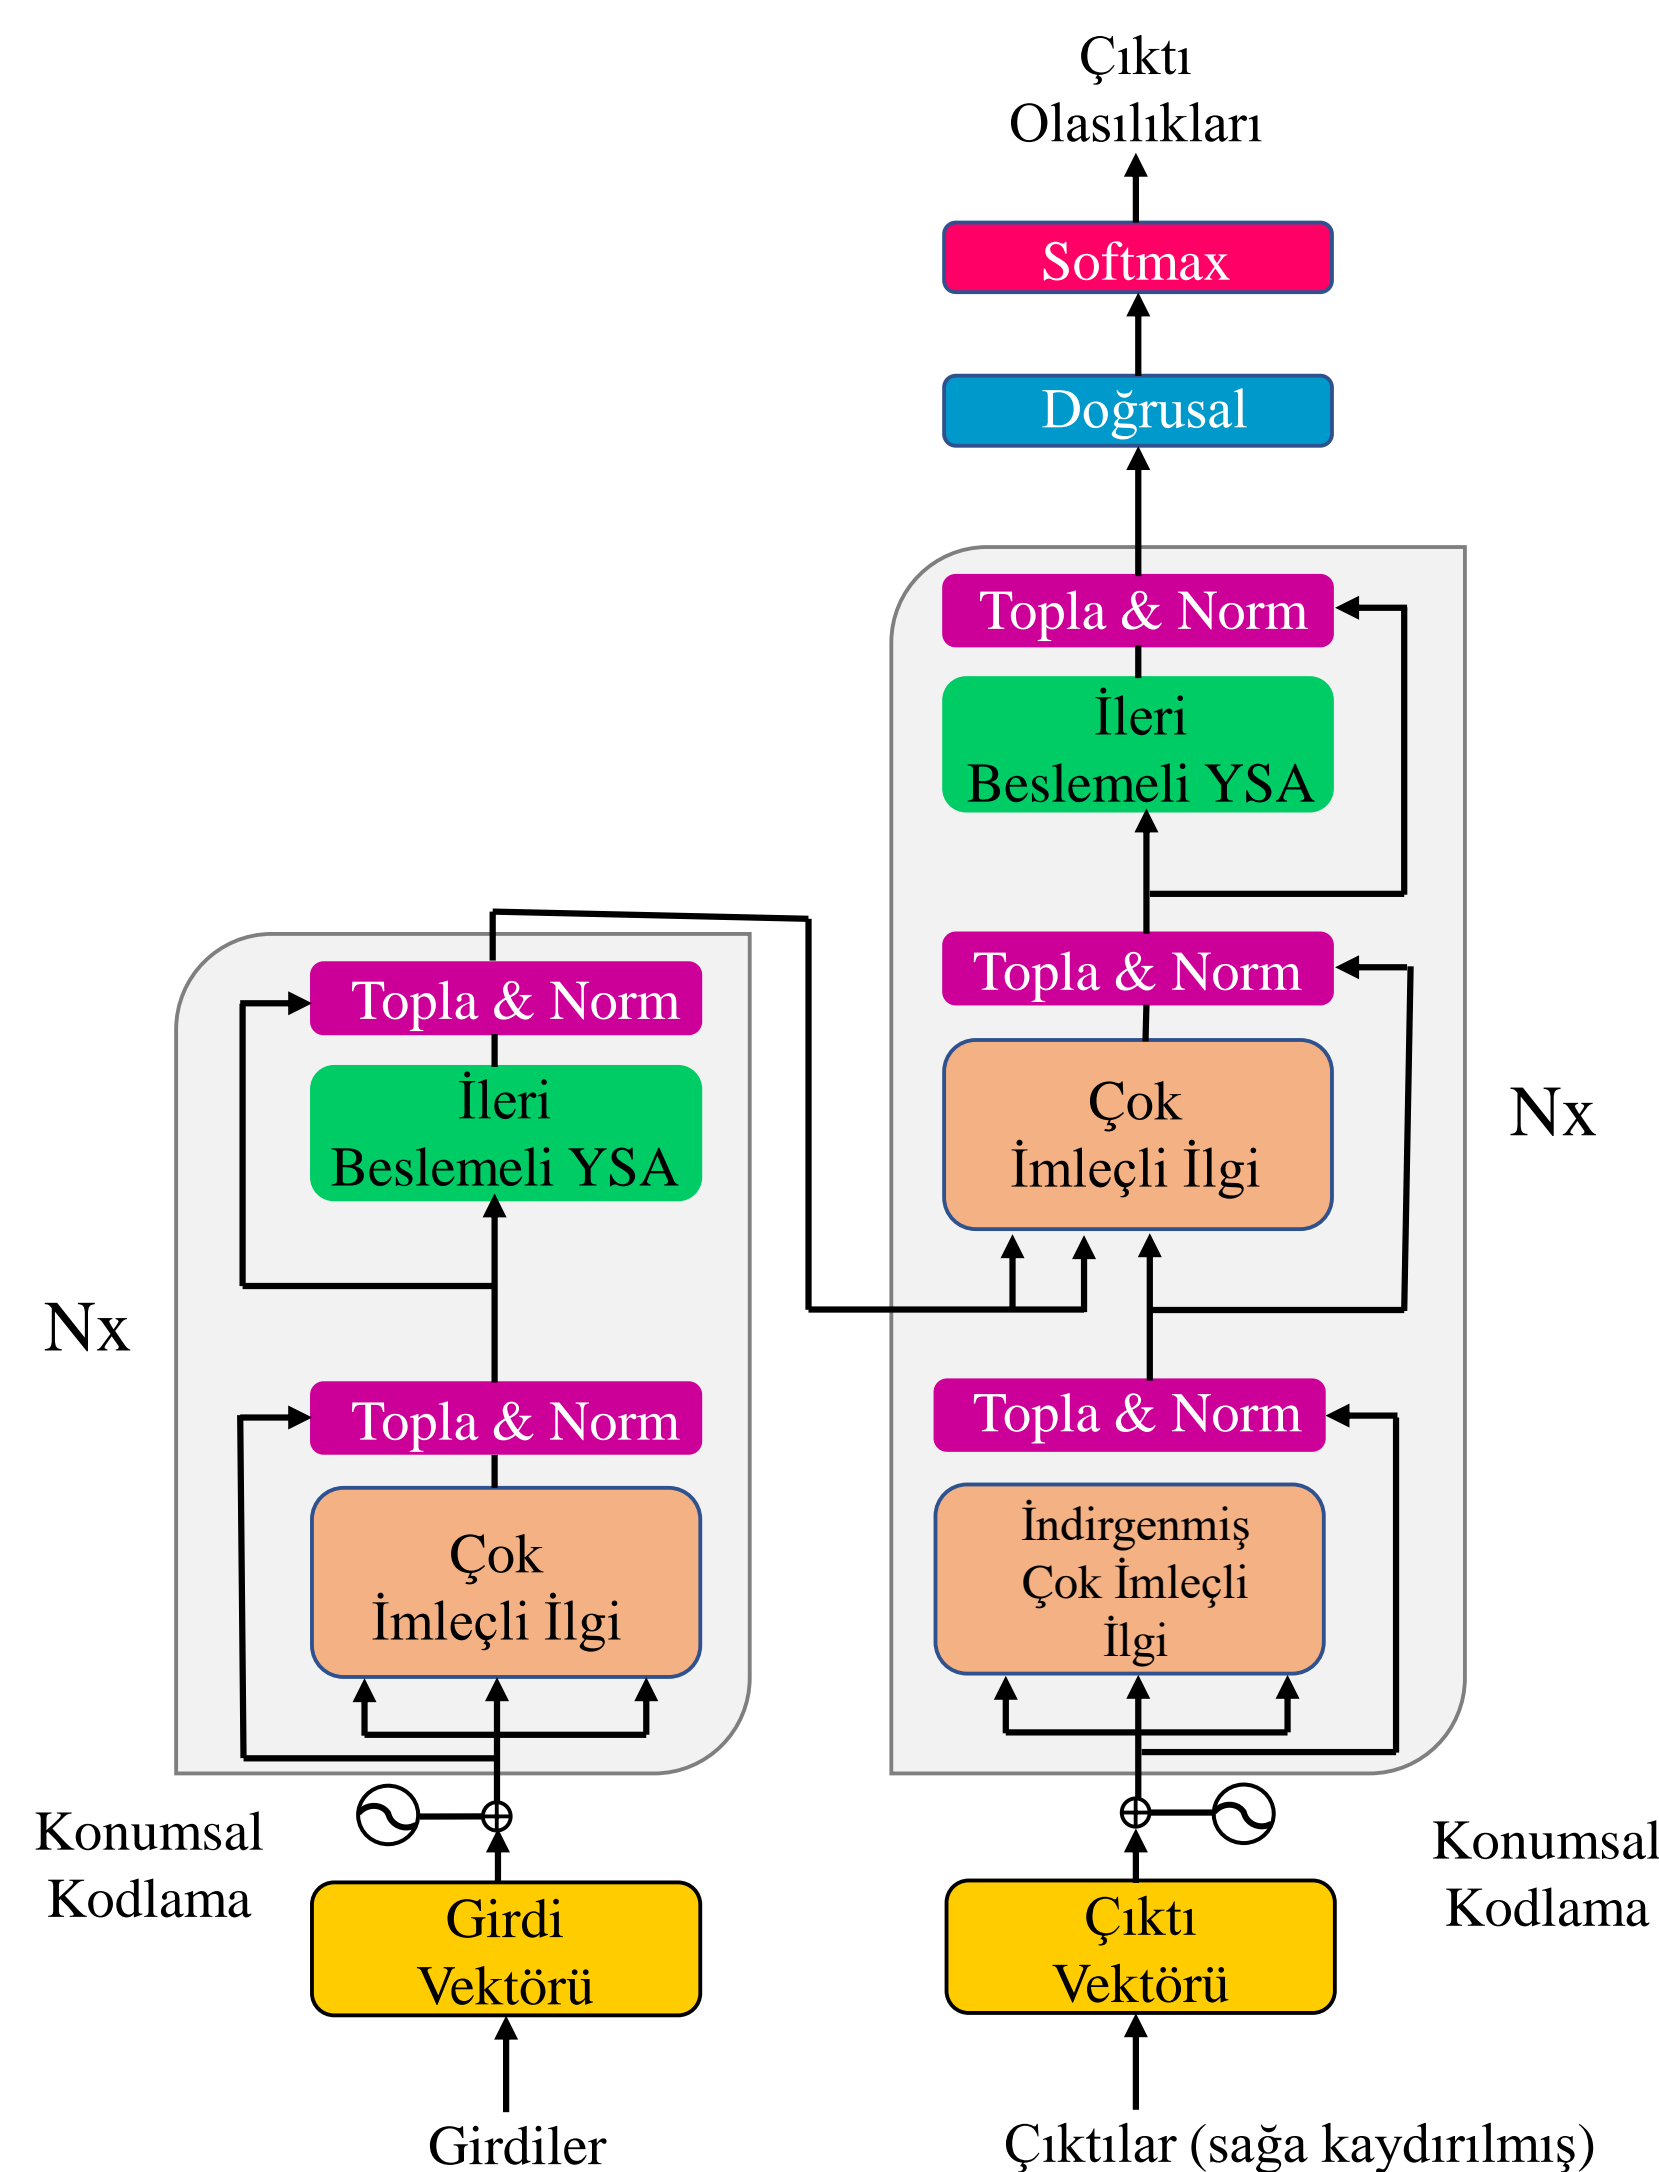 Çıktı
Olasılıkları
Softmax
Doğrusal
Topla & Norm
İleri
Beslemeli YSA
Topla & Norm
Çok
İmleçli İlgi
Nx
Topla & Norm
İndirgenmiş
Çok İmleçli
İlgi
Konumsal
Kodlama
Çıktı
Vektörü
Çıktılar (sağa kaydırılmış)
Topla & Norm
İleri
Beslemeli YSA
Nx
Topla & Norm
Çok
İmleçli İlgi
Konumsal
Kodlama
Girdi
Vektörü
Girdiler